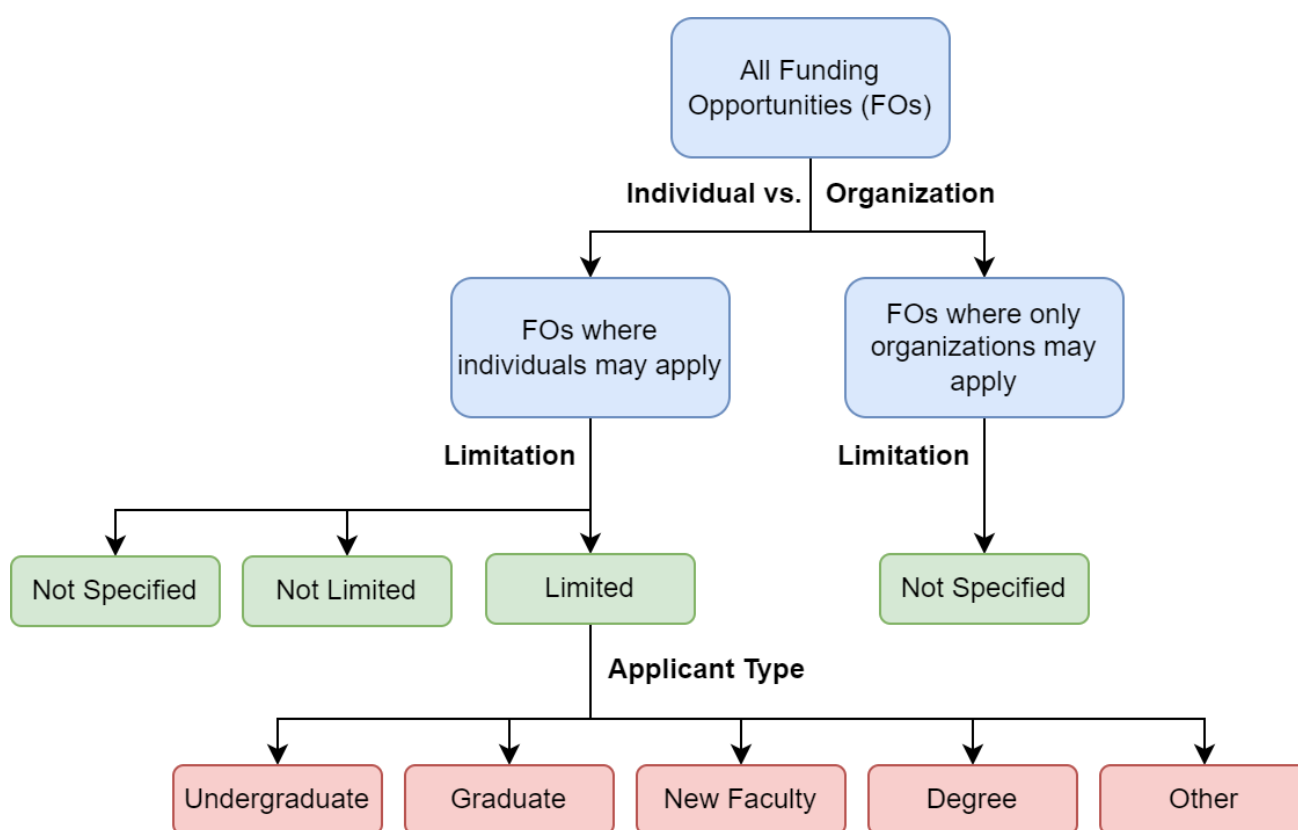 All Funding
Opportunities (FOs)
Individual vs. Organization
FOs where
individuals may apply
FOs where only
organizations may
apply
Limitation
Limitation
Not Specified
Not Limited
Limited
Not Specified
Applicant Type
Undergraduate
Graduate
New Faculty
Degree
Other